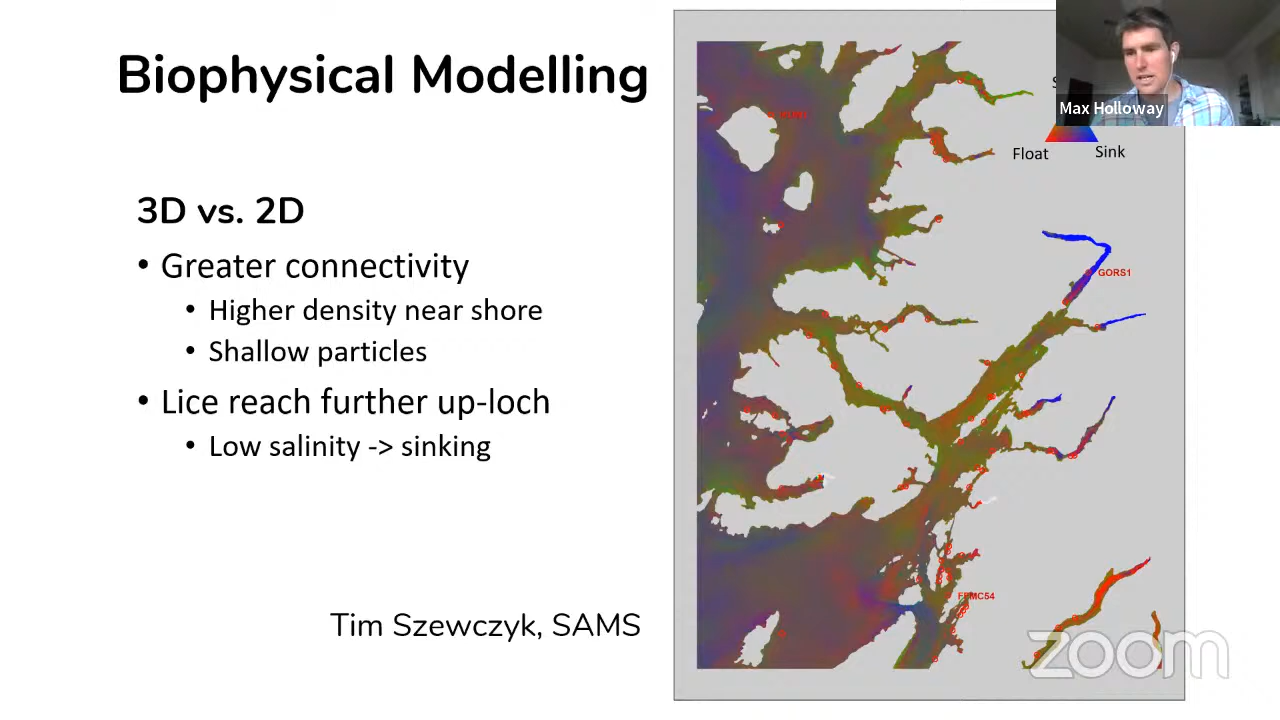 Biophysical Modelling
3D vs. 2D
• Greater connectivity
• Higher density near shore
• Shallow particles
• Lice reach further up-loch
• Low salinity -> sinking
Tim Szewczyk, SAMS
Max Holloway
Float
Sink
GORS1
zoom